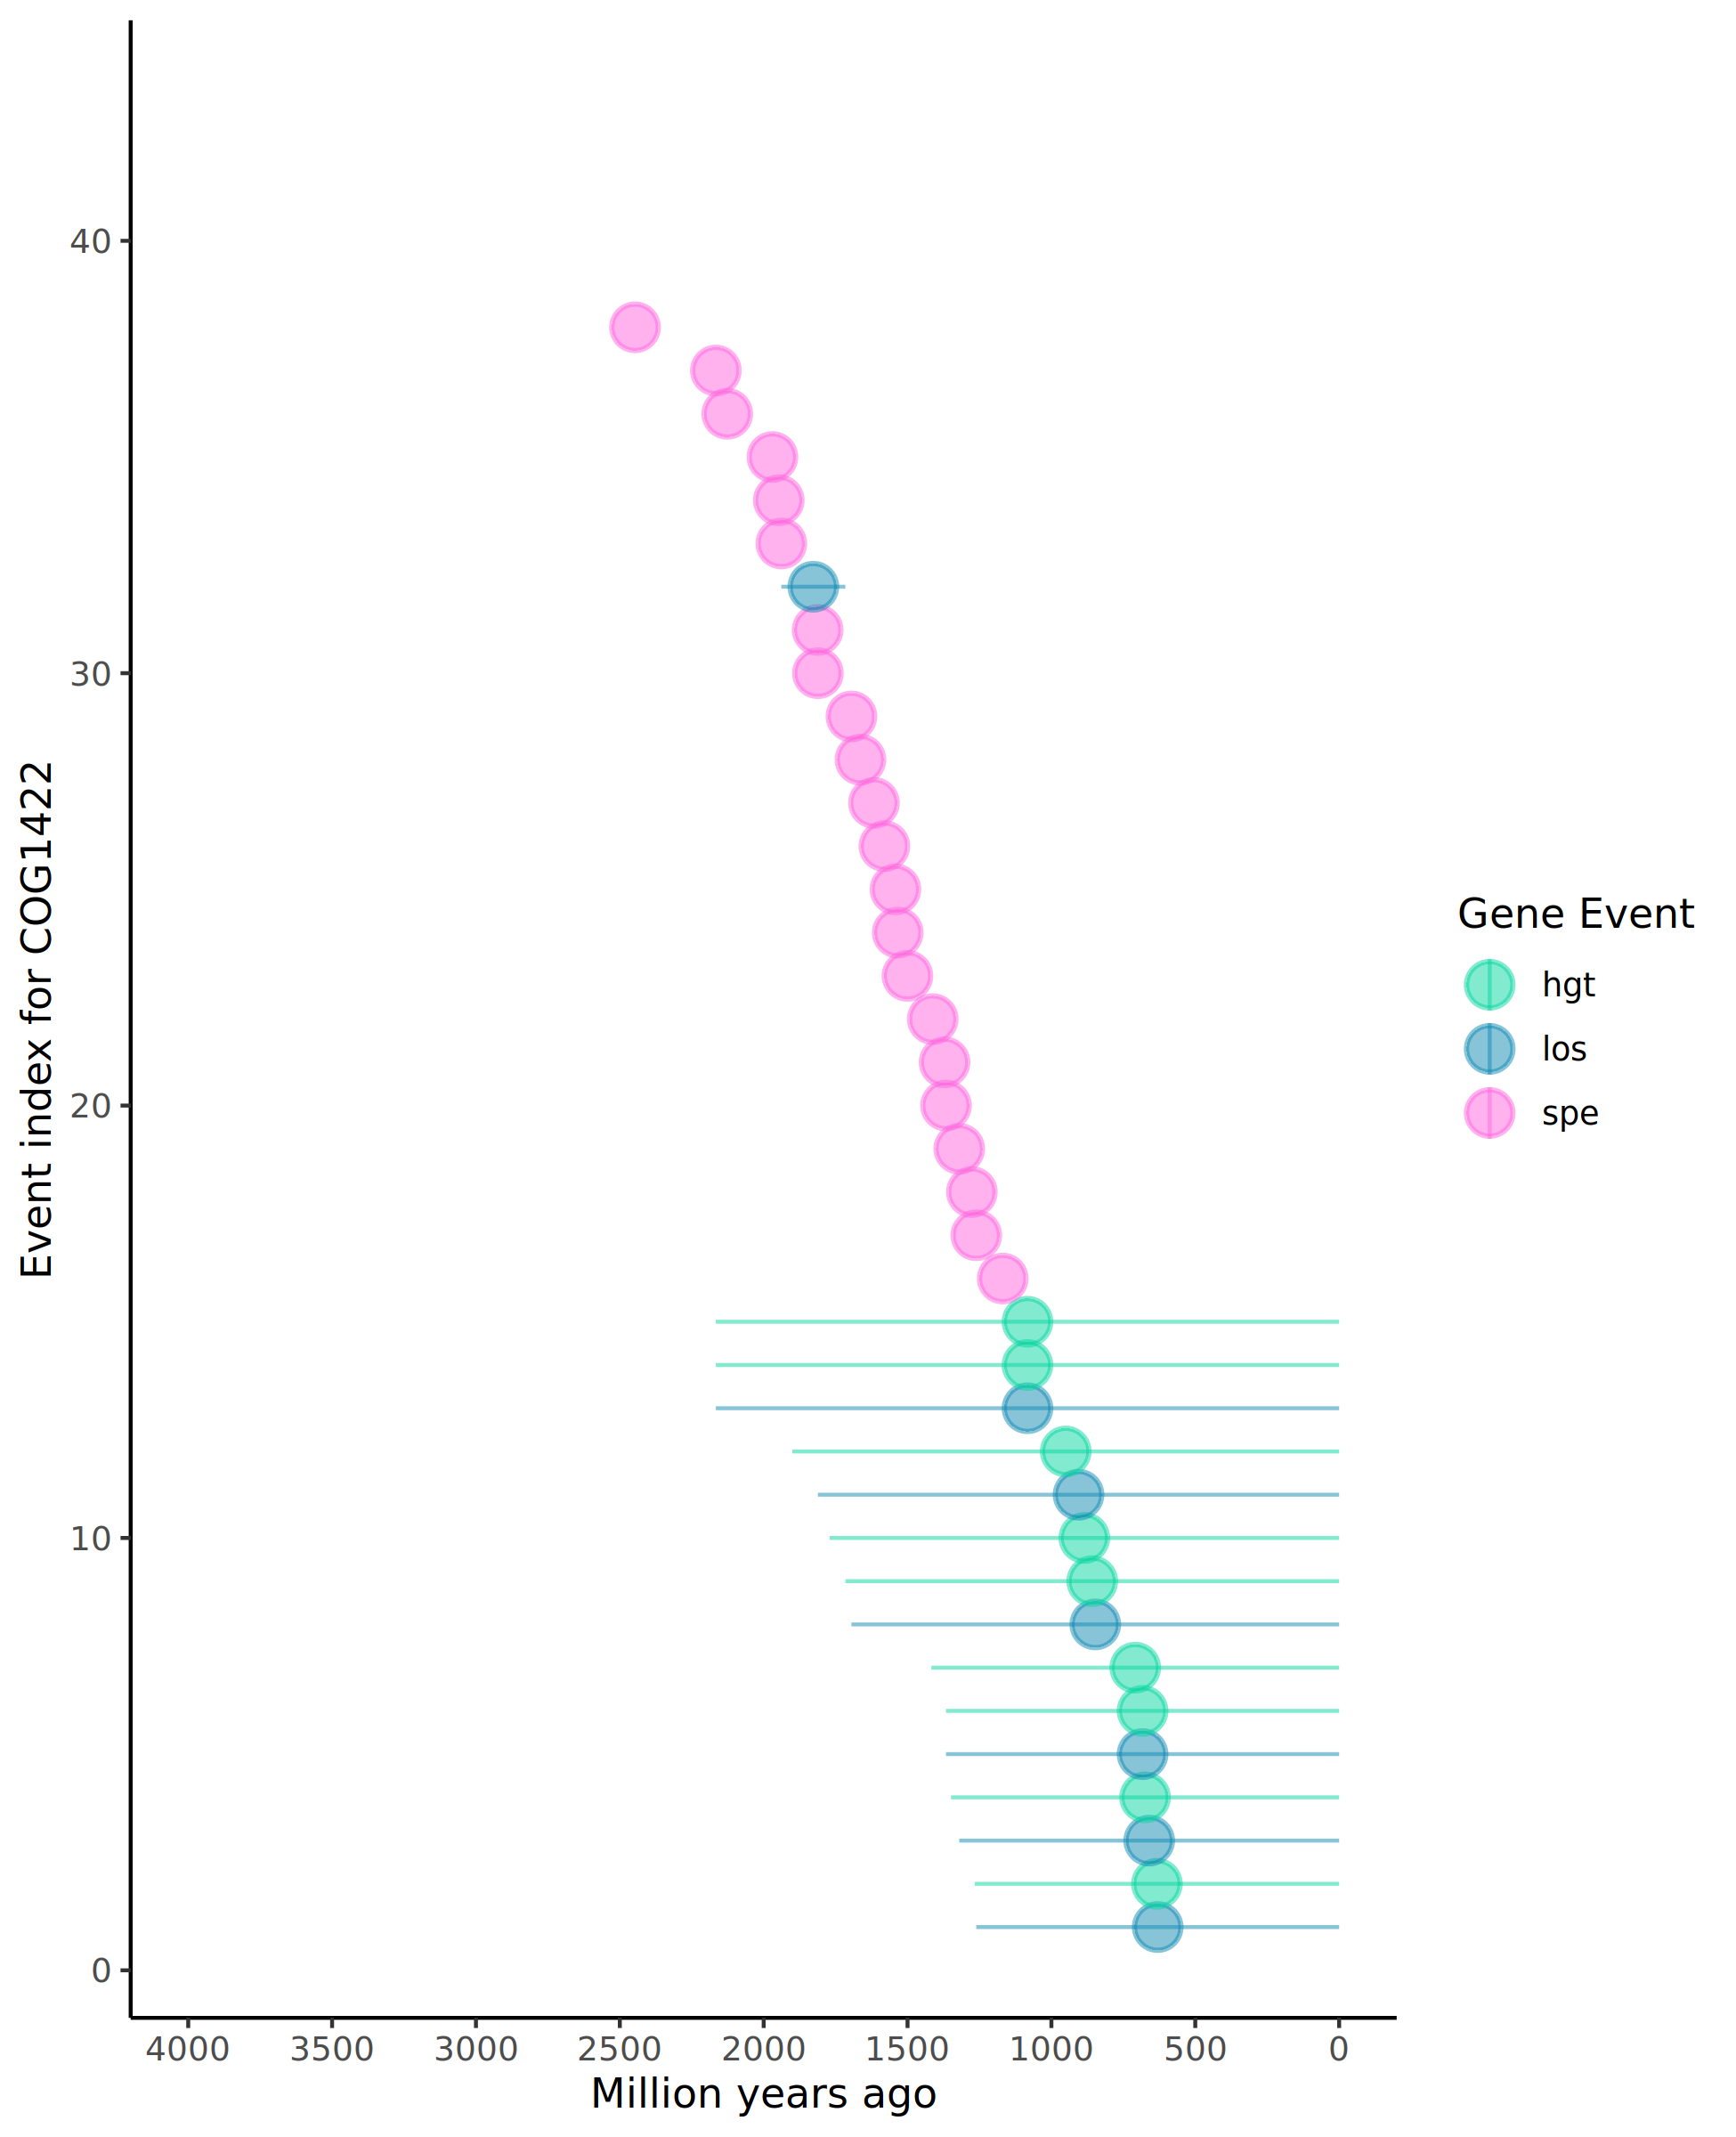 Event index for COG1422
40
30
20
10
0
4000 3500 3000 2500 2000 1500 1000 500 0
Million years ago
Gene Event
hgt
los
spe